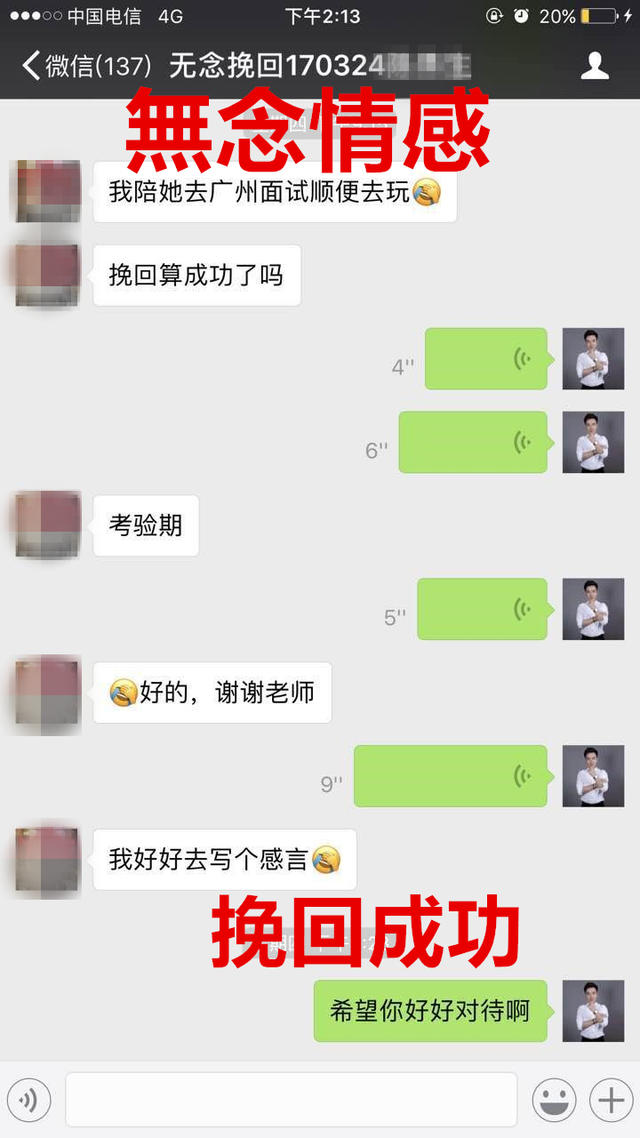 中国电信 4G 下午2:13 20%
微信(137) 无念挽回170324
無念情感
我陪她去广州面试顺便去玩
挽回算成功了吗
4''
6''
考验期
5''
好的，谢谢老师
9''
我好好去写个感言
挽回成功
希望你好好对待啊